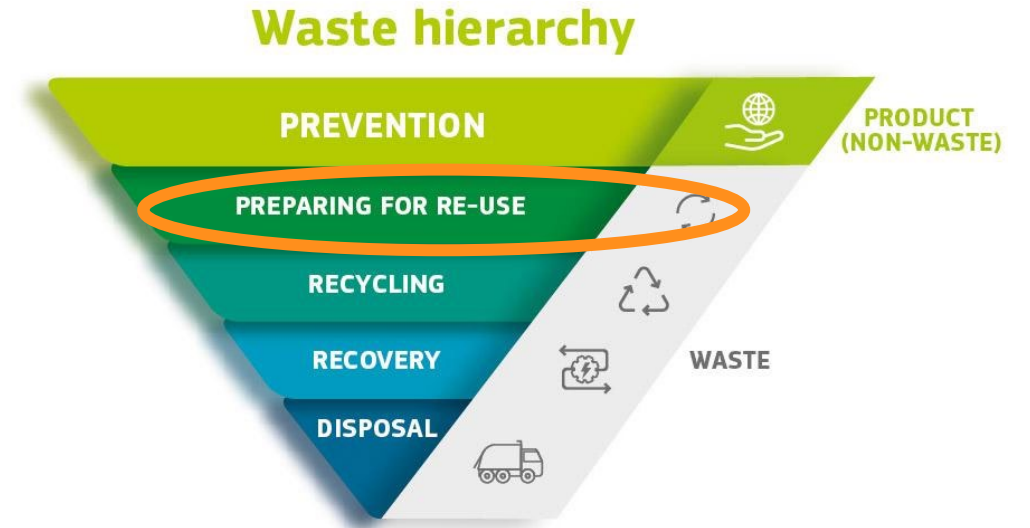 Waste hierarchy
PREVENTION
PRODUCT
(NON-WASTE)
PREPARING FOR RE-USE
RECYCLING
RECOVERY
WASTE
DISPOSAL